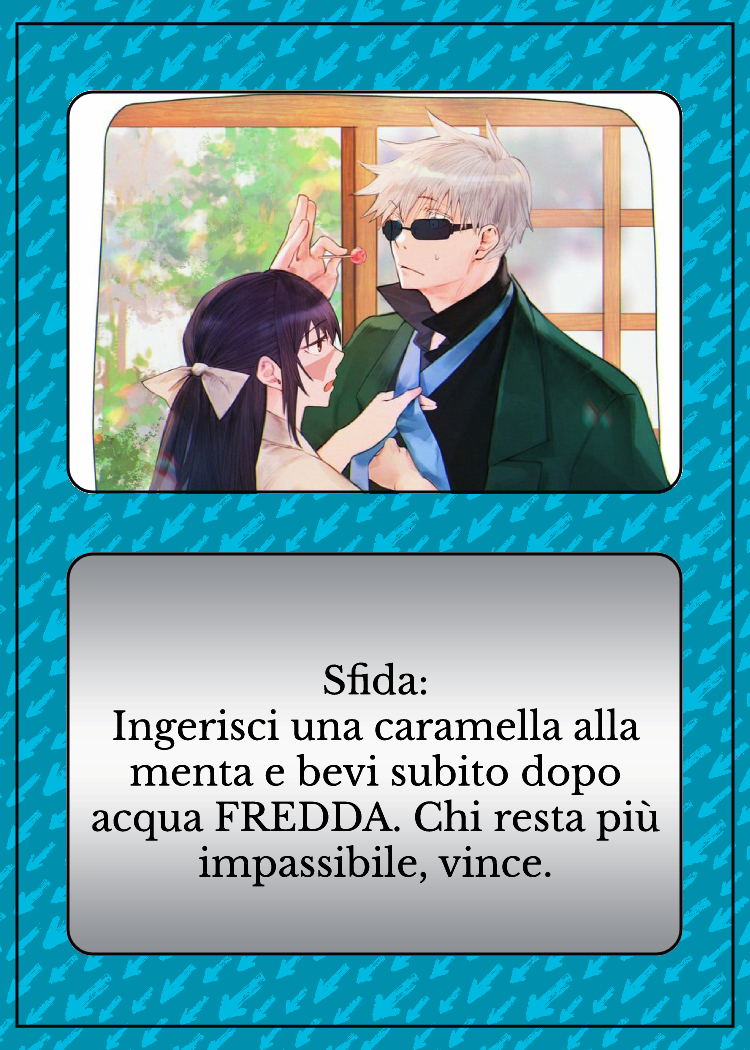 Sfida:
Ingerisci una caramella alla
menta e bevi subito dopo
acqua FREDDA. Chi resta più
impassibile, vince.